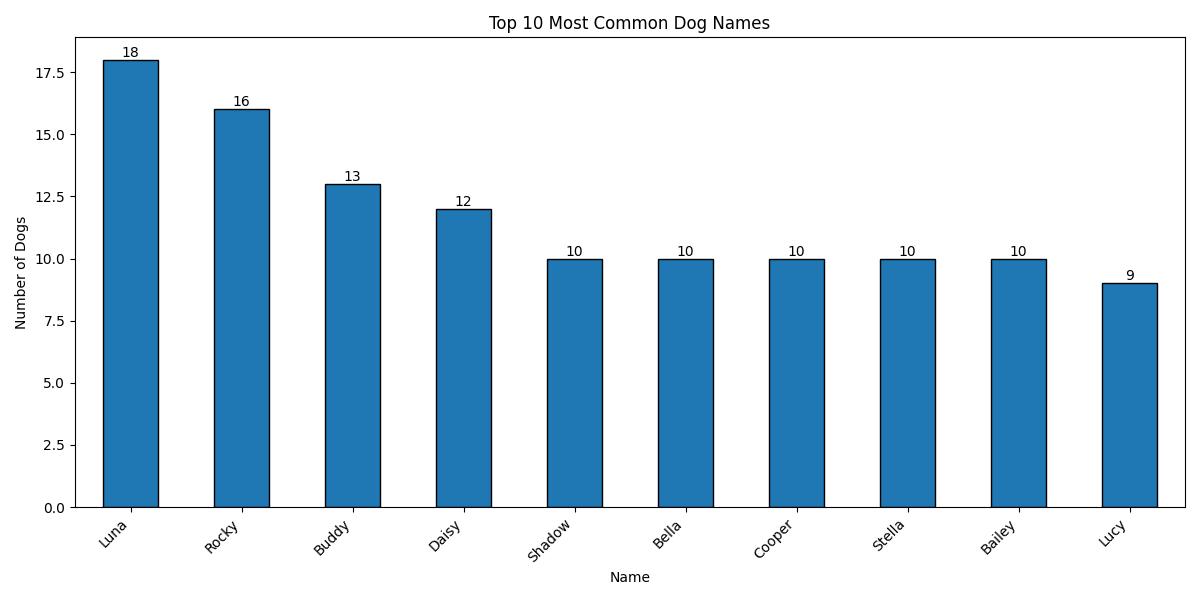 Top 10 Most Common Dog Names
Number of Dogs
17.5
15.0
12.5
10.0
7.5
5.0
2.5
0.0
18
16
13
12
10
10
10
10
10
9
Luna
Rocky
Buddy
Daisy
Shadow
Bella
Cooper
Stella
Bailey
Lucy
Name